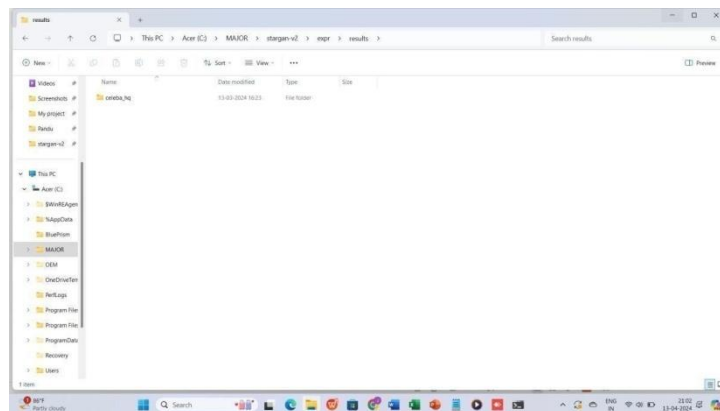 results
This PC > Acer (C:) > MAJOR > stargan-v2 > expr > results >
Search results
New
Sort
View
Preview
Name
Date modified
Type
Size
celeba_hq
13-03-2024 16:23
File folder
Videos
Screenshots
My project
Pandu
stargan-v2
This PC
Acer (C:)
$WinREAgen
%AppData
BluePrism
MAJOR
OEM
OneDriveTem
PerfLogs
Program File
Program File
ProgramData
Recovery
Users
1 item
86°F
Partly cloudy
Search
ENG
IN
21:02
13-04-2024